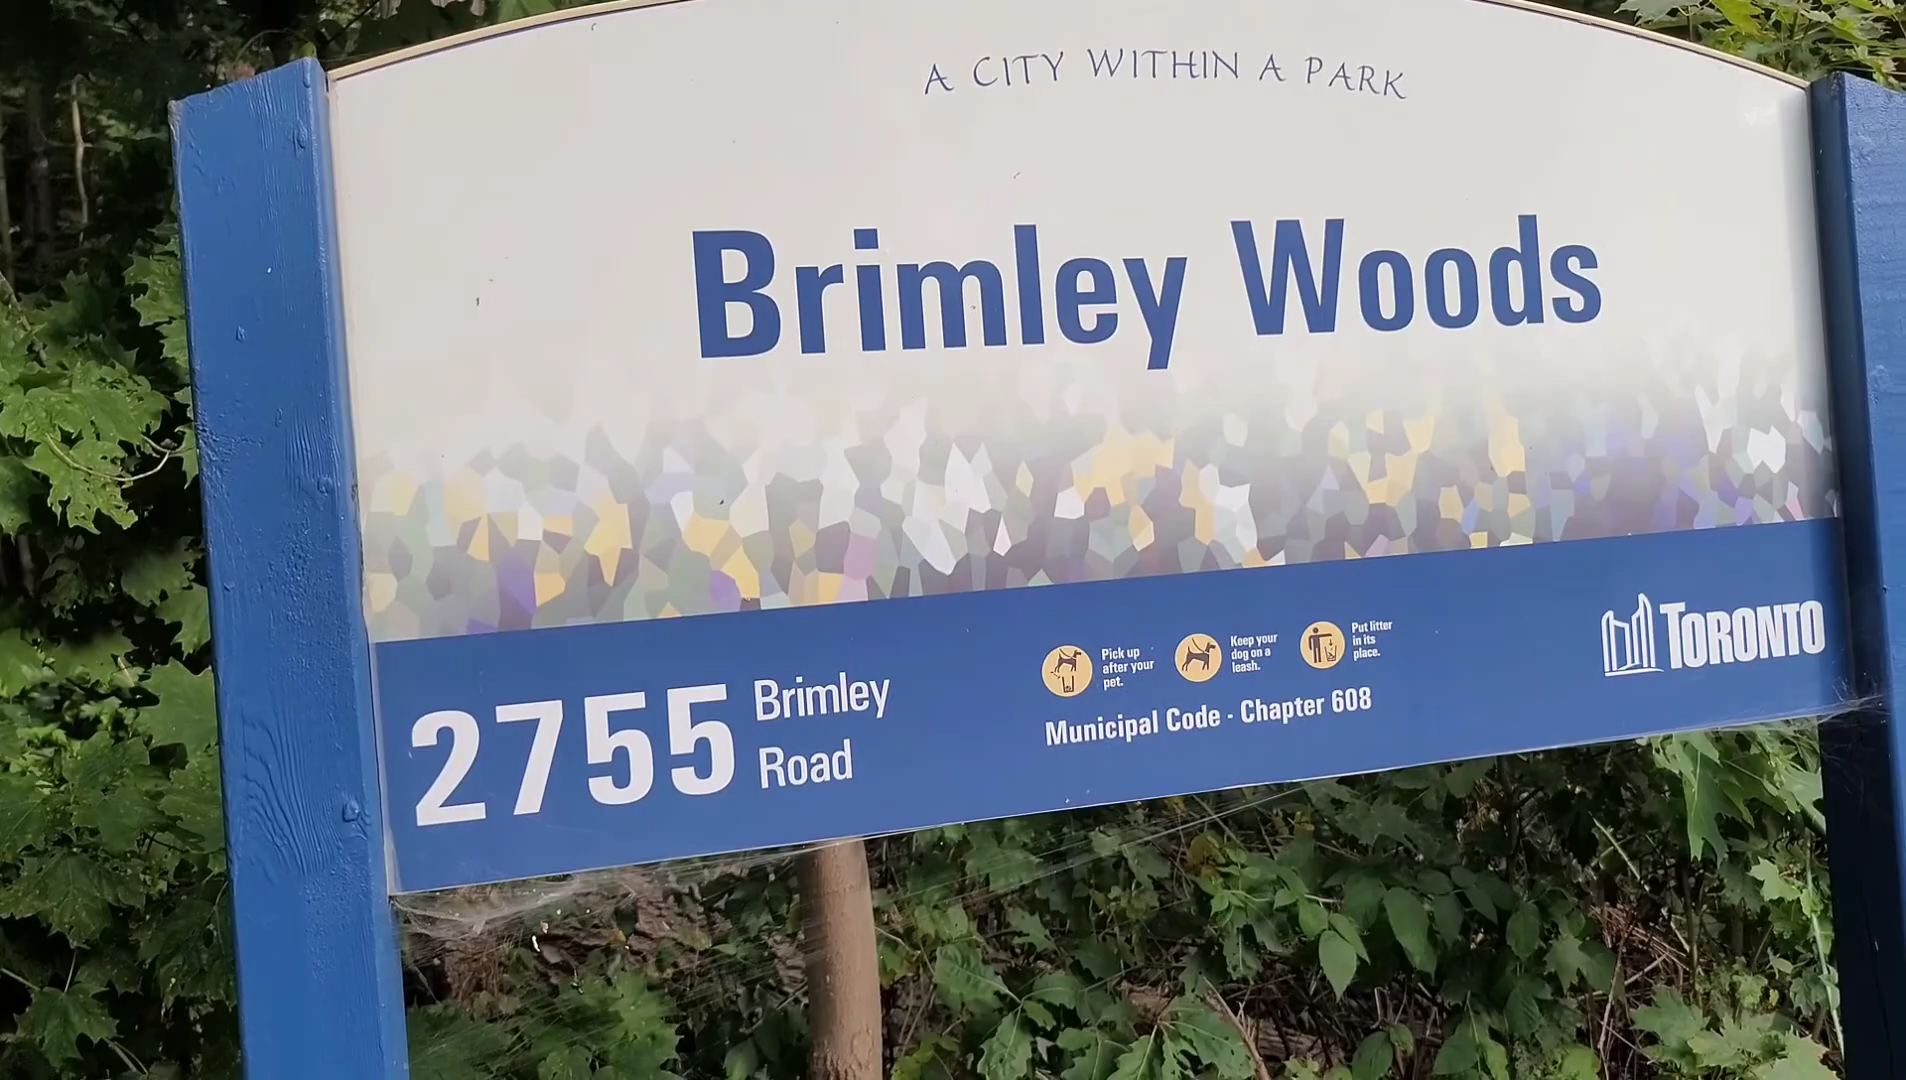 A CITY WITHIN A PARK
Brimley Woods
2755
Brimley
Road
Pick up
after your
pet.
Keep your
dog on a
leash.
Put litter
in its
place.
Municipal Code - Chapter 608
TORONTO